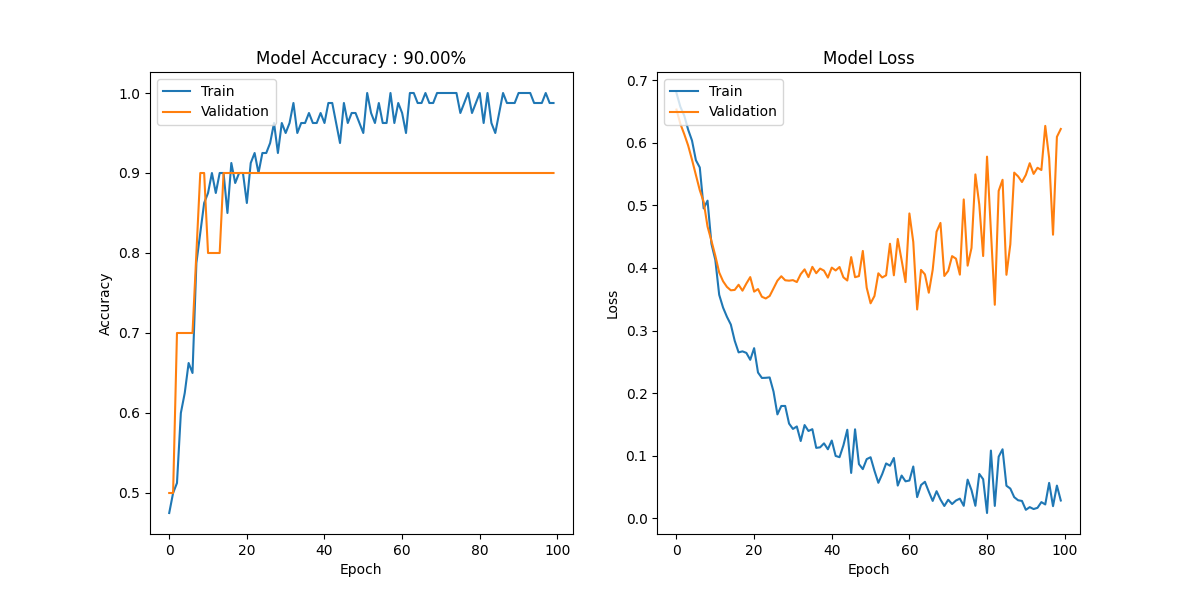 Model Accuracy : 90.00%
Train
Validation
1.0
0.9
0.8
0.7
0.6
0.5
Accuracy
0 20 40 60 80 100
Epoch
Model Loss
Train
Validation
0.7
0.6
0.5
0.4
0.3
0.2
0.1
0.0
Loss
0 20 40 60 80 100
Epoch